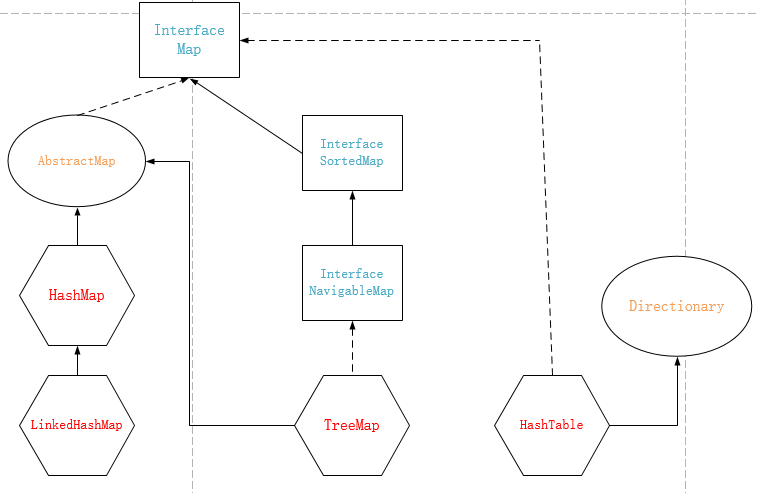 Interface
Map
Interface
SortedMap
AbstractMap
Interface
NavigableMap
HashMap
Directionary
LinkedHashMap
TreeMap
HashTable